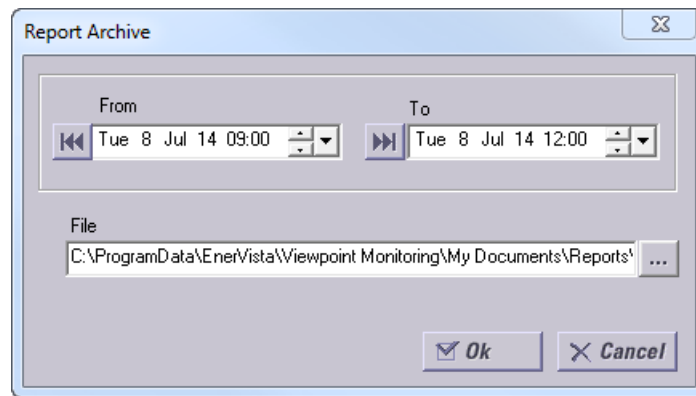 Report Archive
From
To
Tue 8 Jul 14 09:00
Tue 8 Jul 14 12:00
File
C:\ProgramData\EnerVista\Viewpoint Monitoring\My Documents\Reports\
...
Ok
Cancel